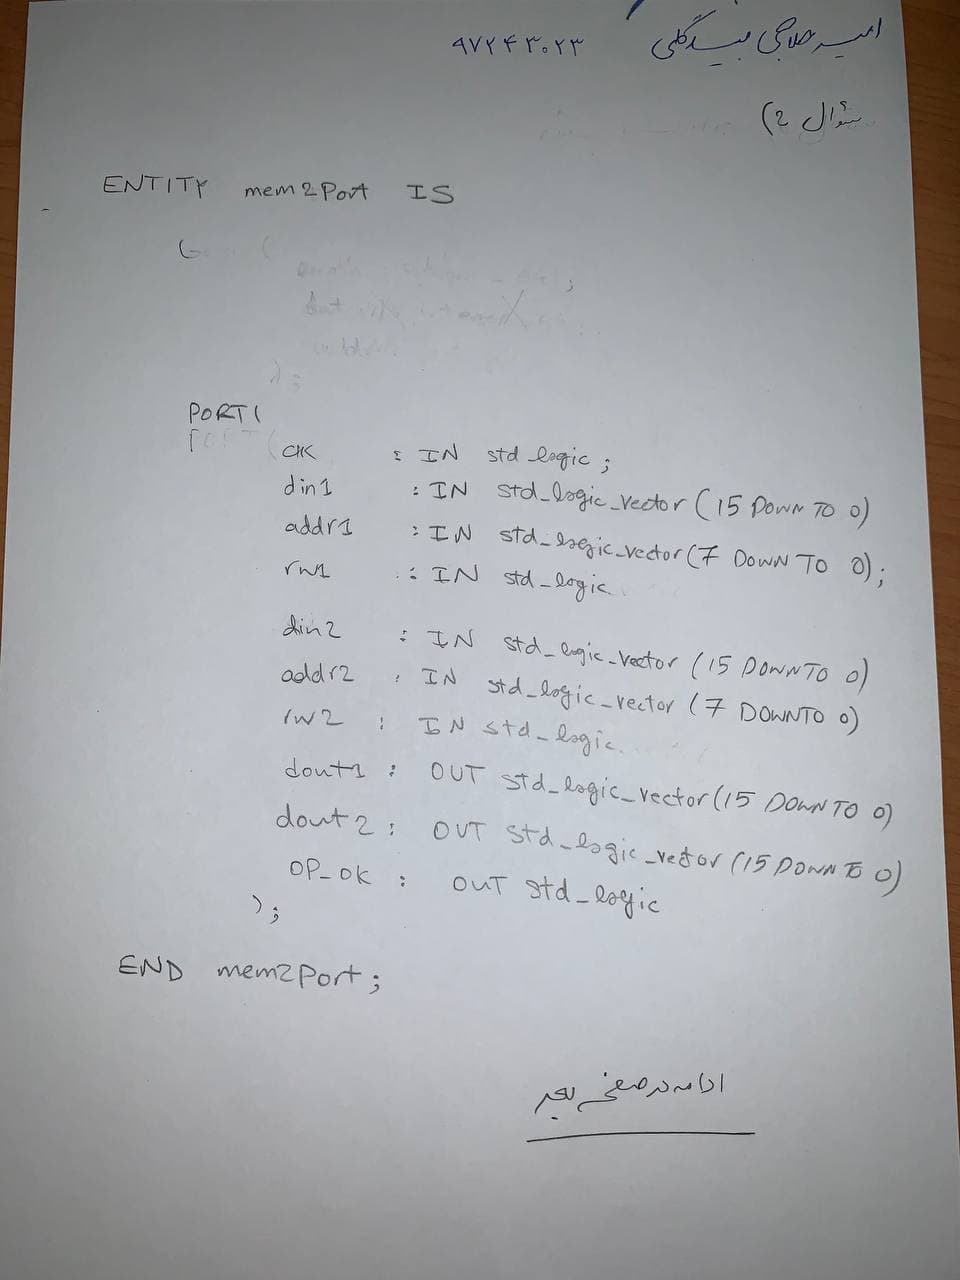 امیر حلاجی بیدگلی ۹۷۲۴۳۰۲۳
سؤال 2)
ENTITY mem2Port IS
PORT(
clk : IN std_logic;
din1 : IN std_logic_vector (15 DOWN TO 0)
addr1 : IN std_logic_vector (7 DOWN TO 0);
rw1 : IN std_logic.
din2 : IN std_logic_vector (15 DOWNTO 0)
addr2 : IN std_logic_vector (7 DOWNTO 0)
rw2 : IN std_logic.
dout1 : OUT std_logic_vector (15 DOWN TO 0)
dout2 : OUT std_logic_vector (15 DOWN TO 0)
OP_OK : OUT std_logic
);
END mem2Port;
ادامه در صفحه بعد